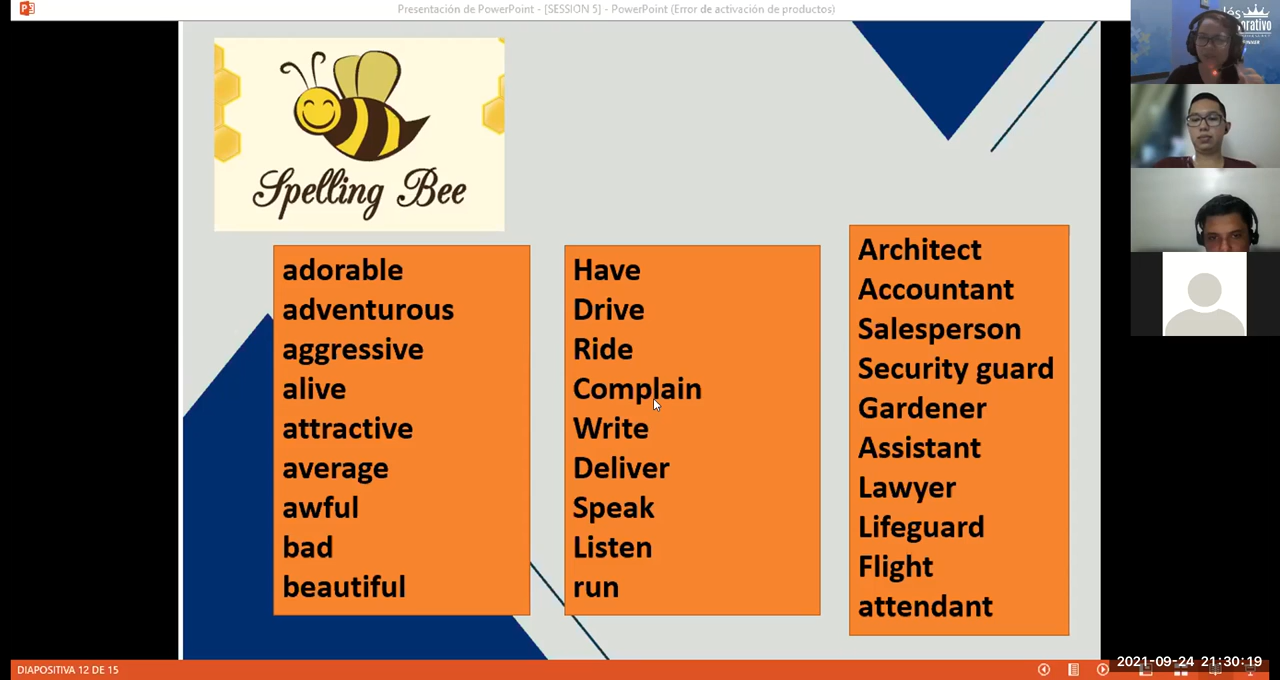 Presentación de PowerPoint - [SESSION 5] - PowerPoint (Error de activación de productos)
Spelling Bee
adorable
adventurous
aggressive
alive
attractive
average
awful
bad
beautiful
Have
Drive
Ride
Complain
Write
Deliver
Speak
Listen
run
Architect
Accountant
Salesperson
Security guard
Gardener
Assistant
Lawyer
Lifeguard
Flight
attendant
DIAPOSITIVA 12 DE 15
2021-09-24 21:30:19